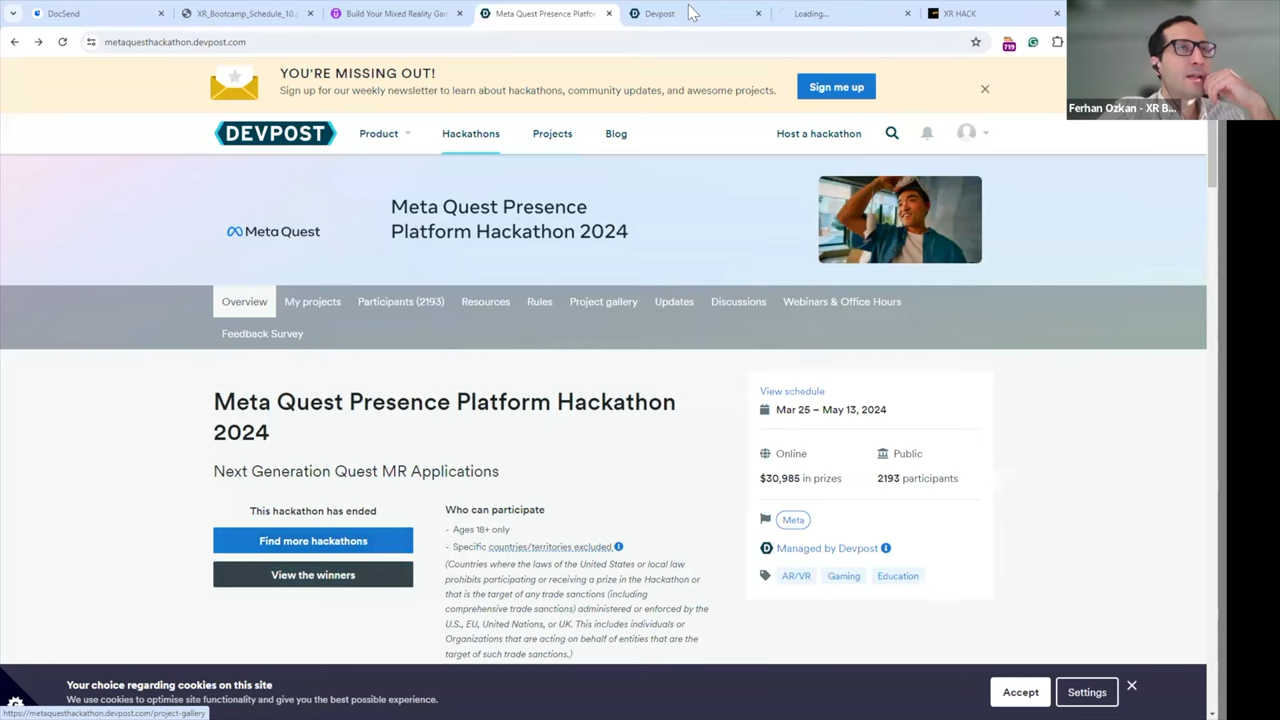 DocSend
XR_Bootcamp_Schedule_10.
Build Your Mixed Reality Gam
Meta Quest Presence Platfor
Devpost
Loading...
XR HACK
metaquesthackathon.devpost.com
719
Ferhan Ozkan - XR B...
YOU'RE MISSING OUT!
Sign up for our weekly newsletter to learn about hackathons, community updates, and awesome projects.
Sign me up
DEVPOST
Product
Hackathons
Projects
Blog
Host a hackathon
Meta Quest
Meta Quest Presence
Platform Hackathon 2024
Overview
My projects
Participants (2193)
Resources
Rules
Project gallery
Updates
Discussions
Webinars & Office Hours
Feedback Survey
Meta Quest Presence Platform Hackathon
2024
Next Generation Quest MR Applications
This hackathon has ended
Find more hackathons
View the winners
Who can participate
- Ages 18+ only
- Specific countries/territories excluded
(Countries where the laws of the United States or local law
prohibits participating or receiving a prize in the Hackathon or
that is the target of any trade sanctions (including
comprehensive trade sanctions) administered or enforced by the
U.S., EU, United Nations, or UK. This includes individuals or
Organizations that are acting on behalf of entities that are the
target of such trade sanctions.)
View schedule
Mar 25 – May 13, 2024
Online
Public
$30,985 in prizes
2193 participants
Meta
Managed by Devpost
AR/VR
Gaming
Education
Your choice regarding cookies on this site
We use cookies to optimise site functionality and give you the best possible experience.
Accept
Settings
https://metaquesthackathon.devpost.com/project-gallery